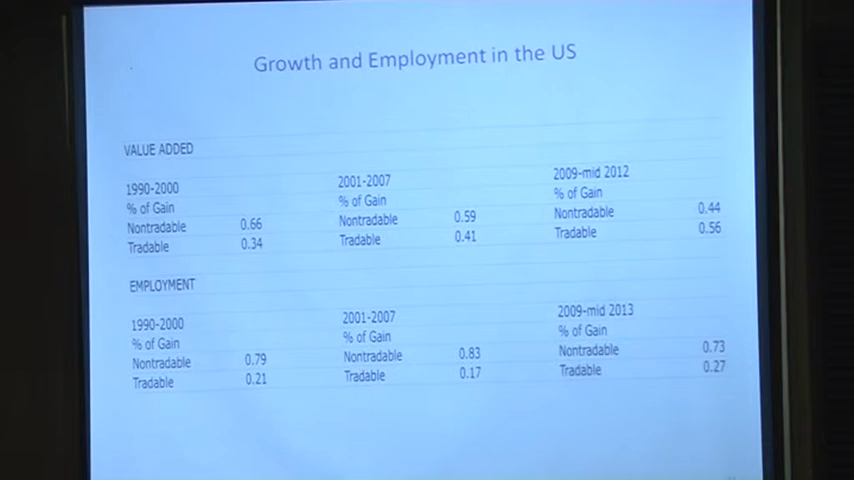 Growth and Employment in the US
VALUE ADDED
1990-2000
% of Gain
Nontradable 0.66
Tradable 0.34
2001-2007
% of Gain
Nontradable 0.59
Tradable 0.41
2009-mid 2012
% of Gain
Nontradable 0.44
Tradable 0.56
EMPLOYMENT
1990-2000
% of Gain
Nontradable 0.79
Tradable 0.21
2001-2007
% of Gain
Nontradable 0.83
Tradable 0.17
2009-mid 2013
% of Gain
Nontradable 0.73
Tradable 0.27